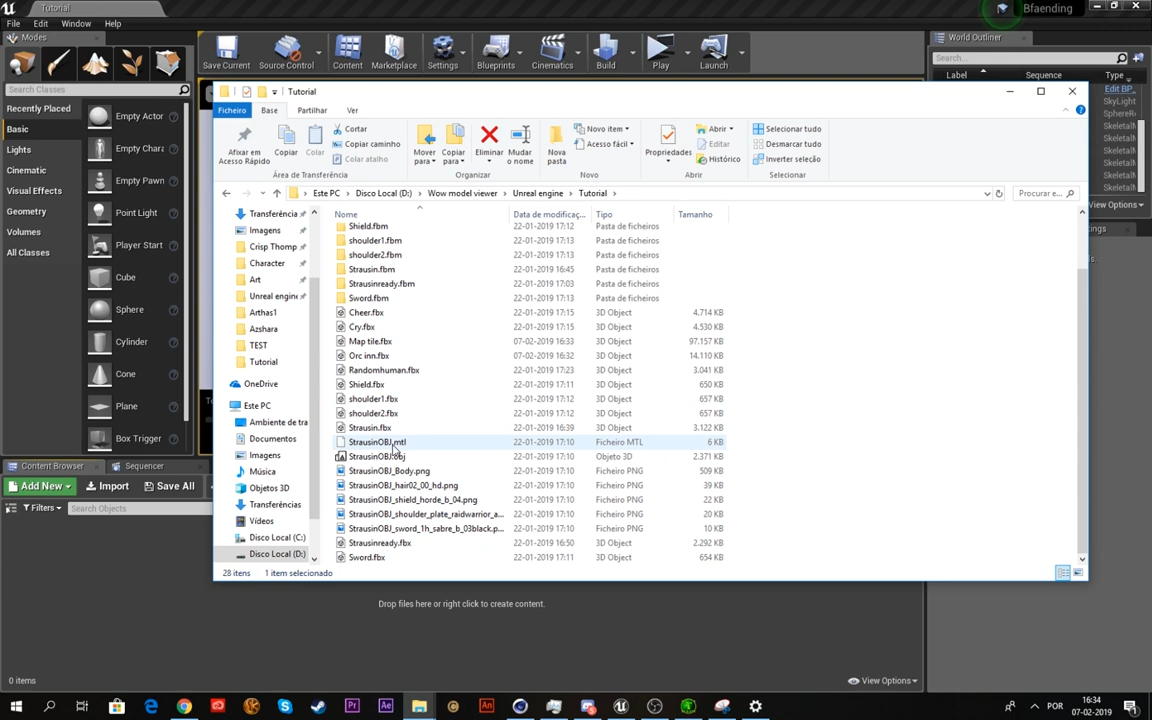 Tutorial
Bfaending
File Edit Window Help
Modes
Search Classes
Recently Placed
Basic
Lights
Cinematic
Visual Effects
Geometry
Volumes
All Classes
Empty Actor
Empty Chara
Empty Pawn
Point Light
Player Start
Cube
Sphere
Cylinder
Cone
Plane
Box Trigger
Save Current
Source Control
Content
Marketplace
Settings
Blueprints
Cinematics
Build
Play
Launch
World Outliner
Search...
Label Sequence Type
Edit BP_
SkyLight
SphereRe
SkeletalM
SkeletalM
SkeletalM
SkeletalM
SkeletalM
View Options
Tutorial
Ficheiro Base Partilhar Ver
Afixar em Acesso Rápido
Copiar
Colar
Cortar
Copiar caminho
Colar atalho
Área de Transferência
Mover para
Copiar para
Eliminar
Mudar o nome
Organizar
Nova pasta
Novo item
Acesso fácil
Novo
Propriedades
Abrir
Editar
Histórico
Abrir
Selecionar tudo
Desmarcar tudo
Inverter seleção
Selecionar
Este PC > Disco Local (D:) > Wow model viewer > Unreal engine > Tutorial >
Procurar e...
Nome Data de modificaç... Tipo Tamanho
Transferência
Imagens
Crisp Thomp
Character
Art
Unreal engine
Arthas1
Azshara
TEST
Tutorial
OneDrive
Este PC
Ambiente de tra
Documentos
Imagens
Música
Objetos 3D
Transferências
Vídeos
Disco Local (C:)
Disco Local (D:)
Shield.fbm 22-01-2019 17:12 Pasta de ficheiros
shoulder1.fbm 22-01-2019 17:13 Pasta de ficheiros
shoulder2.fbm 22-01-2019 17:13 Pasta de ficheiros
Strausin.fbm 22-01-2019 16:45 Pasta de ficheiros
Strausinready.fbm 22-01-2019 17:03 Pasta de ficheiros
Sword.fbm 22-01-2019 17:13 Pasta de ficheiros
Cheer.fbx 22-01-2019 17:15 3D Object 4.714 KB
Cry.fbx 22-01-2019 17:15 3D Object 4.530 KB
Map tile.fbx 07-02-2019 16:33 3D Object 97.157 KB
Orc inn.fbx 07-02-2019 16:32 3D Object 14.110 KB
Randomhuman.fbx 22-01-2019 17:23 3D Object 3.041 KB
Shield.fbx 22-01-2019 17:11 3D Object 650 KB
shoulder1.fbx 22-01-2019 17:12 3D Object 657 KB
shoulder2.fbx 22-01-2019 17:12 3D Object 657 KB
Strausin.fbx 22-01-2019 16:39 3D Object 3.122 KB
StrausinOBJ.mtl 22-01-2019 17:10 Ficheiro MTL 6 KB
StrausinOBJ.obj 22-01-2019 17:10 Objeto 3D 2.371 KB
StrausinOBJ_Body.png 22-01-2019 17:10 Ficheiro PNG 509 KB
StrausinOBJ_hair02_00_hd.png 22-01-2019 17:10 Ficheiro PNG 39 KB
StrausinOBJ_shield_horde_b_04.png 22-01-2019 17:10 Ficheiro PNG 22 KB
StrausinOBJ_shoulder_plate_raidwarrior_a... 22-01-2019 17:10 Ficheiro PNG 20 KB
StrausinOBJ_sword_1h_sabre_b_03black.p... 22-01-2019 17:10 Ficheiro PNG 10 KB
Strausinready.fbx 22-01-2019 16:50 3D Object 2.292 KB
Sword.fbx 22-01-2019 17:11 3D Object 654 KB
28 itens 1 item selecionado
Content Browser Sequencer
Add New Import Save All
Filters Search Objects
Drop files here or right click to create content.
0 items
View Options
POR
16:34
07-02-2019